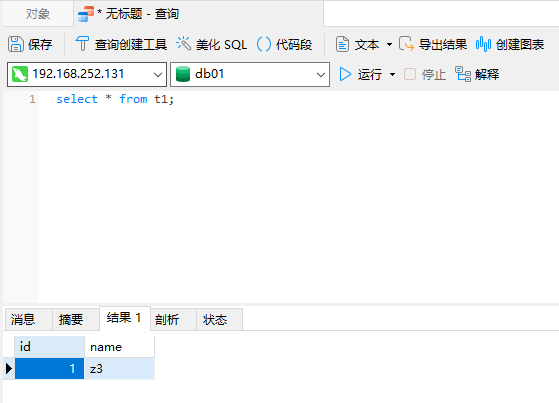 对象 * 无标题 - 查询
保存 查询创建工具 美化 SQL () 代码段 文本 导出结果 创建图表
192.168.252.131 db01 运行 停止 解释
1 select * from t1;
消息 摘要 结果 1 剖析 状态
id name
1 z3